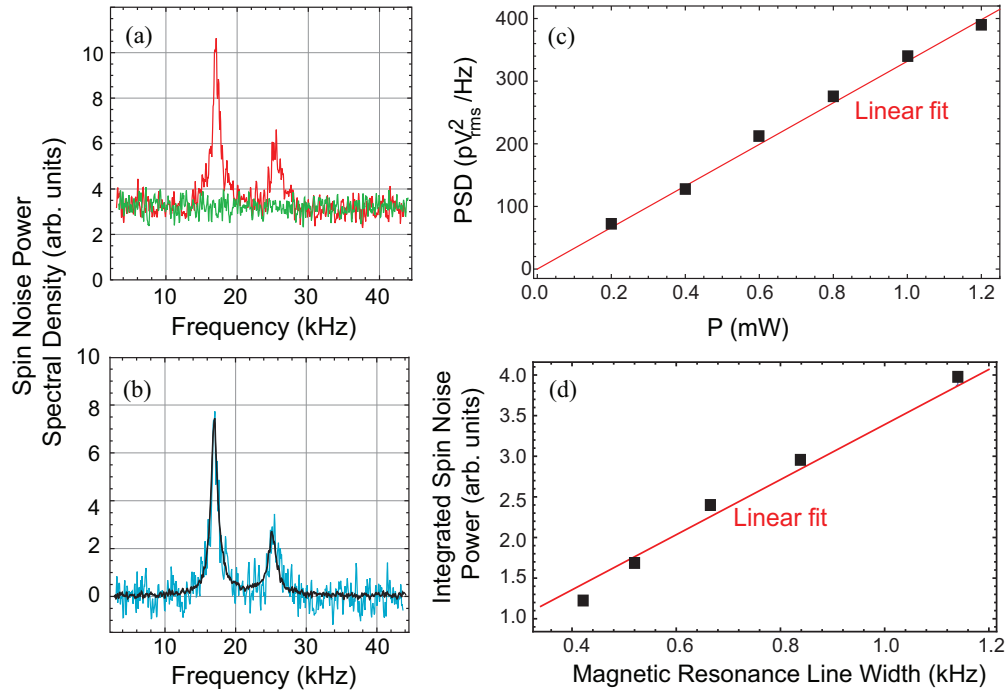 Spin Noise Power
Spectral Density (arb. units)
(a)
10
8
6
4
2
0
10
20
30
40
Frequency (kHz)
(b)
10
8
6
4
2
0
10
20
30
40
Frequency (kHz)
(c)
PSD (pV²rms /Hz)
400
300
200
100
0
Linear fit
0.0
0.2
0.4
0.6
0.8
1.0
1.2
P (mW)
(d)
Integrated Spin Noise
Power (arb. units)
4.0
3.5
3.0
2.5
2.0
1.5
1.0
Linear fit
0.4
0.6
0.8
1.0
1.2
Magnetic Resonance Line Width (kHz)